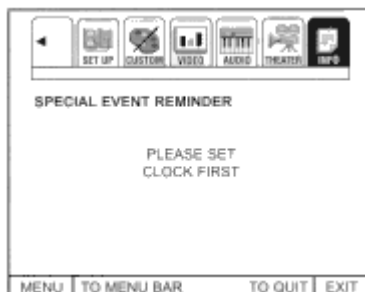 SET UP CUSTOM VIDEO AUDIO THEATER INFO
SPECIAL EVENT REMINDER
PLEASE SET
CLOCK FIRST
MENU TO MENU BAR TO QUIT EXIT